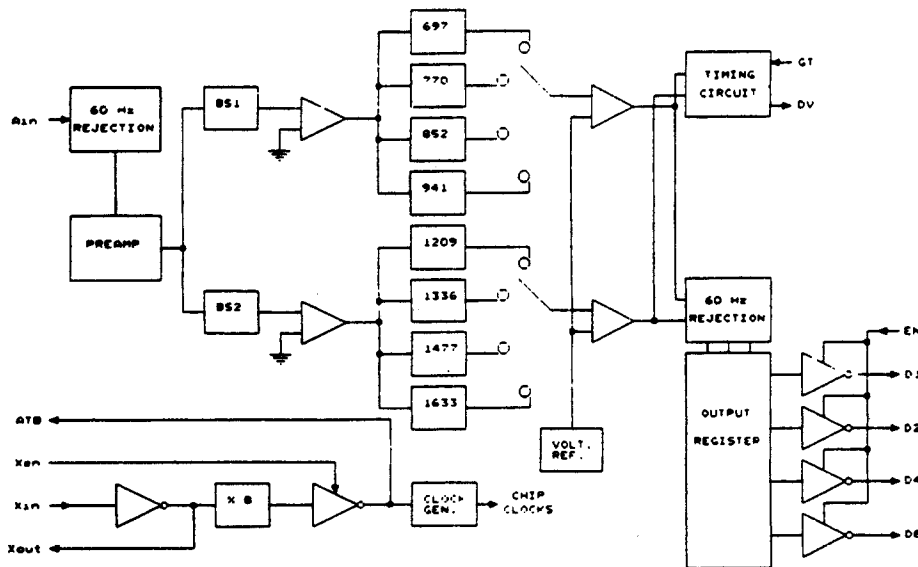 697
770
852
941
BS1
60 Hz
REJECTION
Ain
PREAMP
BS2
TIMING
CIRCUIT
GT
DV
1209
1336
1477
1633
60 Hz
REJECTION
EN
D1
D2
D4
D8
OUTPUT
REGISTER
VOLT.
REF.
ATB
Xen
Xin
Xout
CLOCK
GEN.
CHIP
CLOCKS